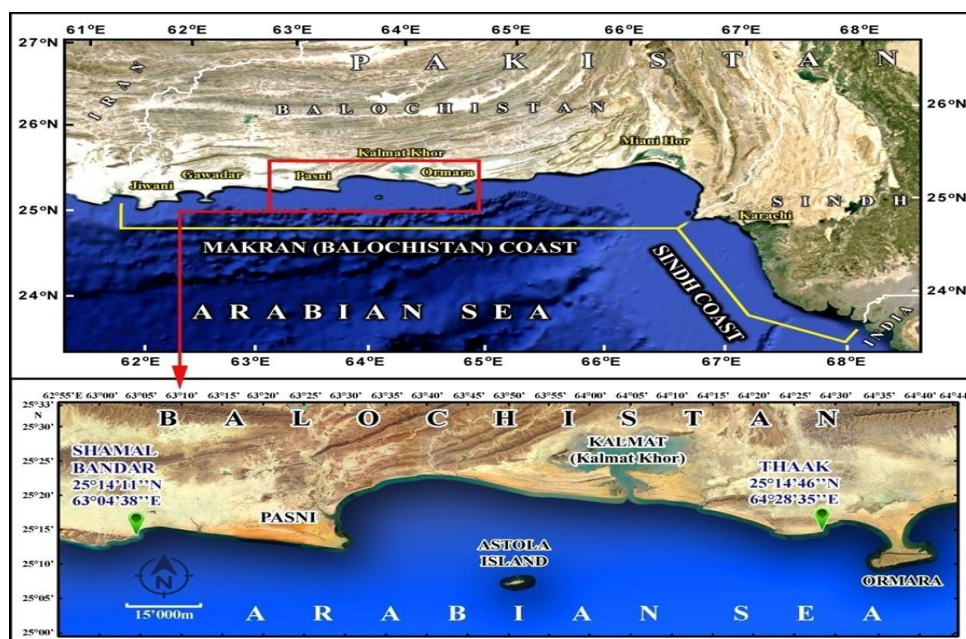 61°E 62°E 63°E 64°E 65°E 66°E 67°E 68°E
27°N
P A K I S T A N
I R A N
B A L O C H I S T A N
26°N 26°N
Miani Hor
Kalmat Khor
Gawadar Pasni Ormara
Jiwani
25°N 25°N
S I N D H
Karachi
MAKRAN (BALOCHISTAN) COAST
SINDH COAST
24°N 24°N
A R A B I A N S E A
INDIA
62°E 63°E 64°E 65°E 66°E 67°E 68°E
62°55'E 63°00' 63°05' 63°10' 63°15' 63°20' 63°25' 63°30' 63°35' 63°40' 63°45' 63°50' 63°55' 64°00' 64°05' 64°10' 64°15' 64°20' 64°25' 64°30' 64°35' 64°40' 64°44'
25°33'
N
B A L O C H I S T A N
25°30'
SHAMAL
BANDAR
25°14'11"N
63°04'38"E
KALMAT
(Kalmat Khor)
THAAK
25°14'46"N
64°28'35"E
25°25'
25°20'
PASNI
25°15'
25°10'
ASTOLA
ISLAND
ORMARA
N
25°05'
15'000m
A R A B I A N S E A
25°00'